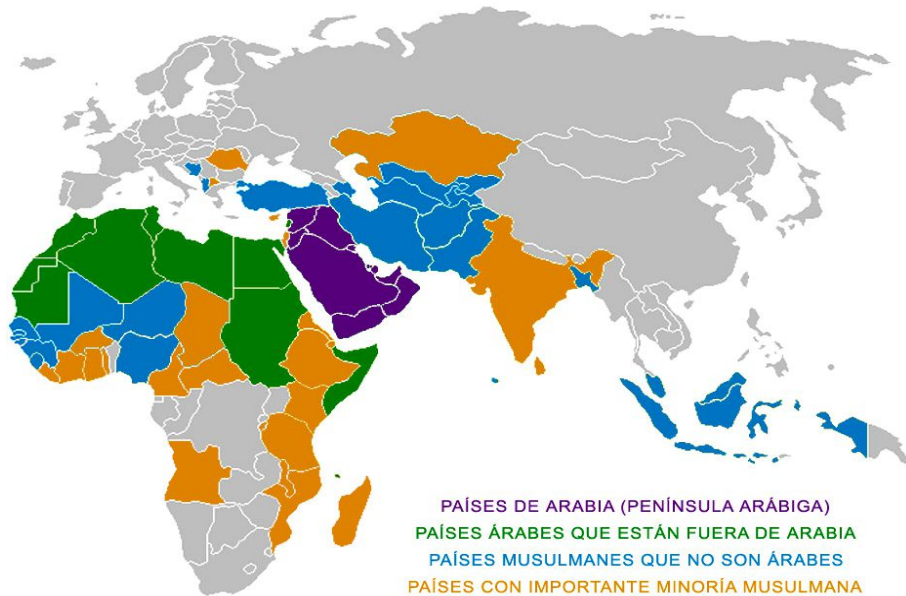 PAÍSES DE ARABIA (PENÍNSULA ARÁBIGA)
PAÍSES ÁRABES QUE ESTÁN FUERA DE ARABIA
PAÍSES MUSULMANES QUE NO SON ÁRABES
PAÍSES CON IMPORTANTE MINORÍA MUSULMANA